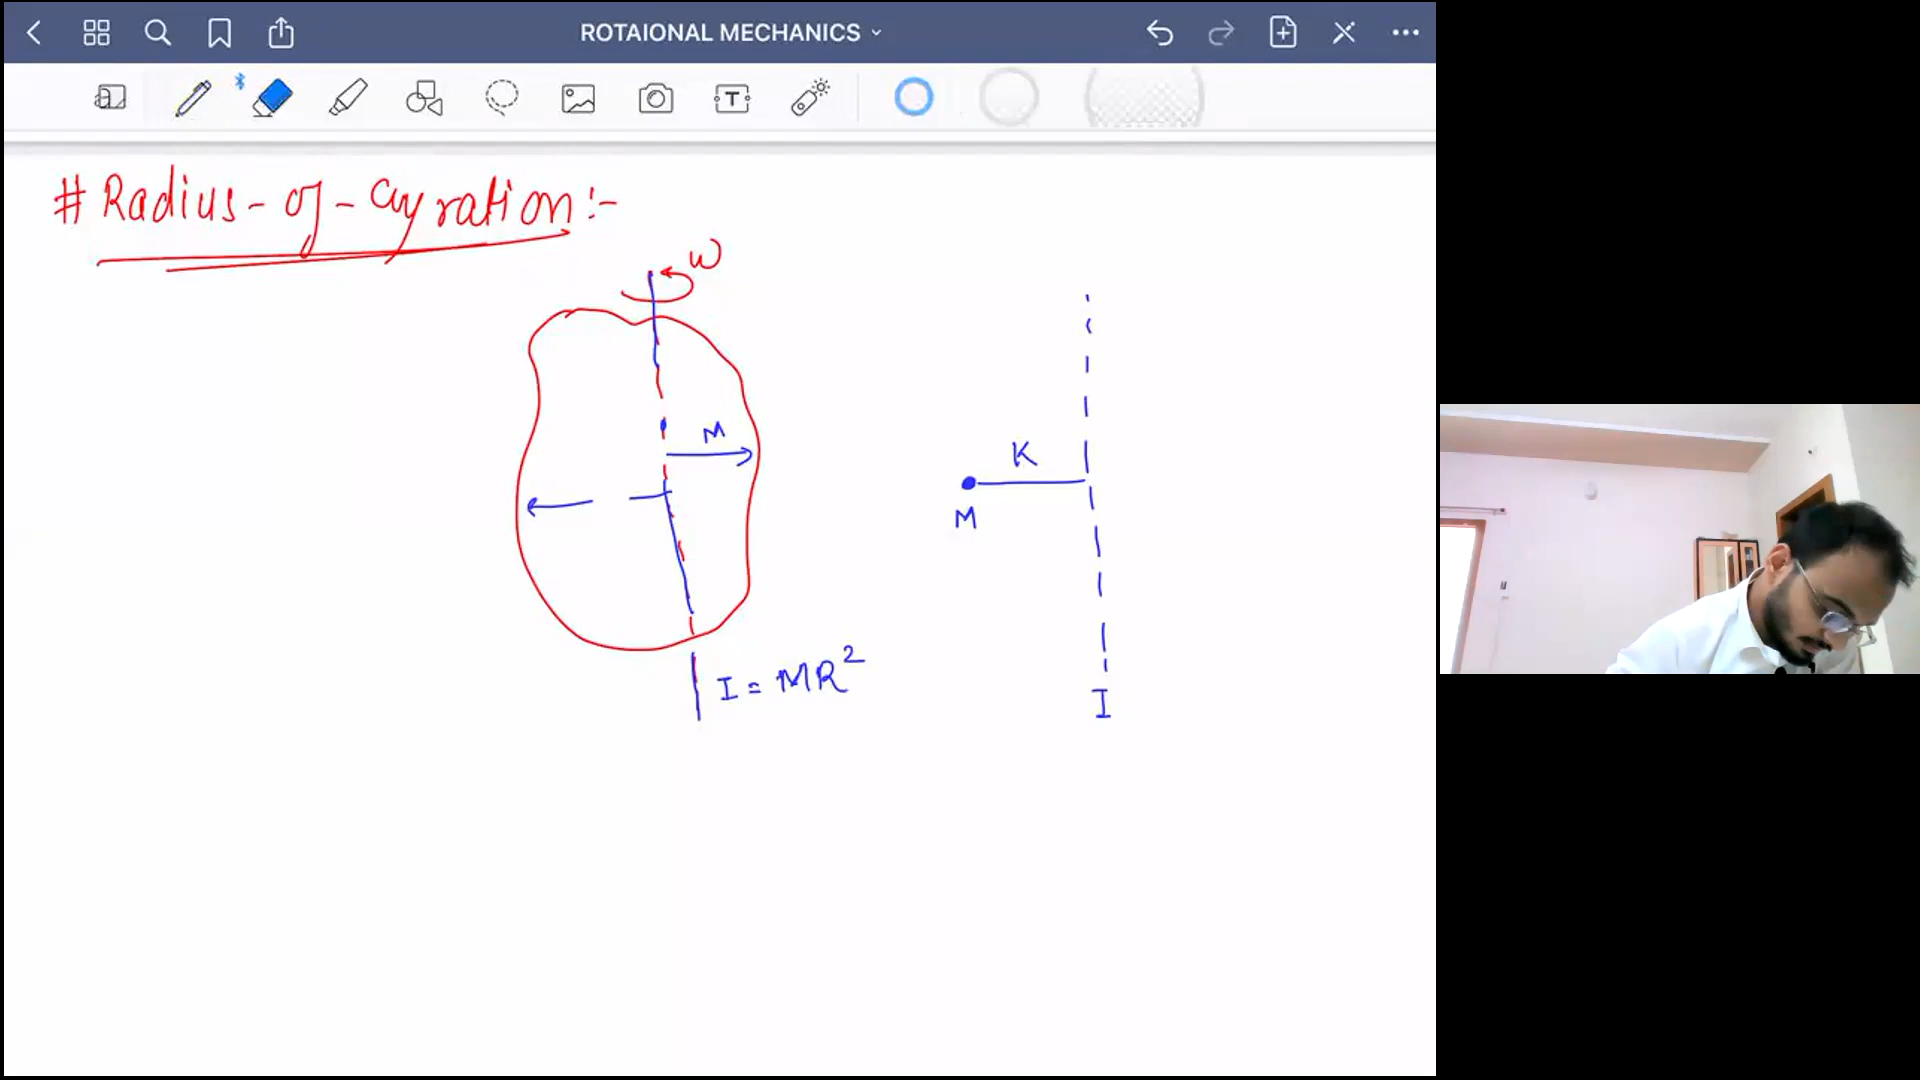 ROTAIONAL MECHANICS
# Radius-of-Gyration:-
ω
M
K
M
I = MR²
I